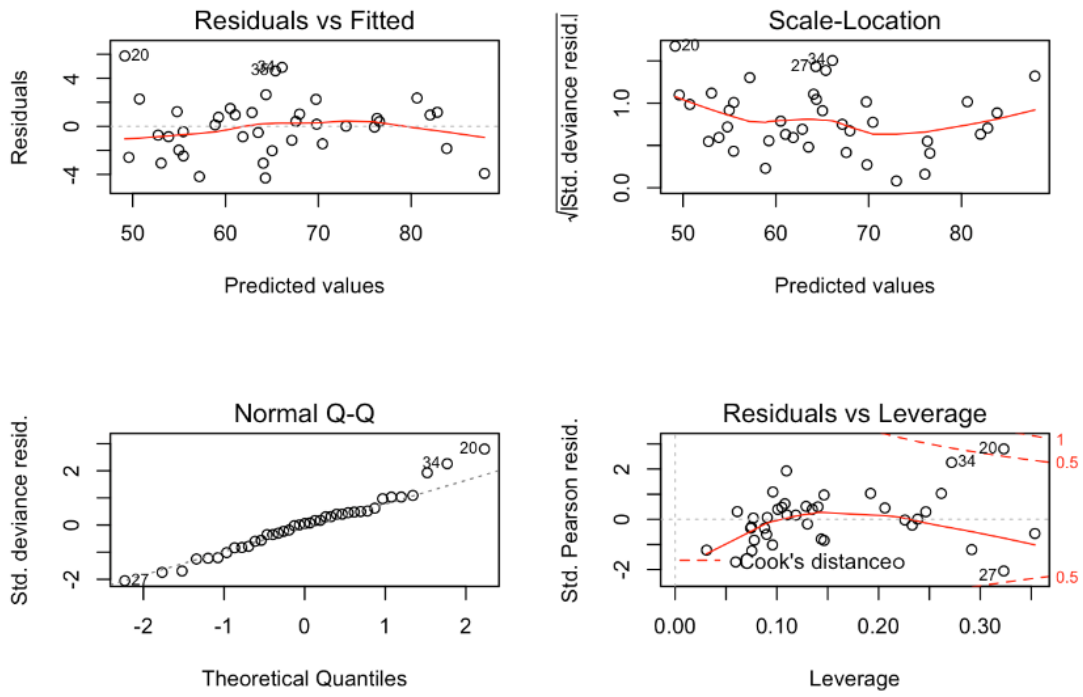 Residuals vs Fitted
Residuals
4
0
-4
20
34
35
50 60 70 80
Predicted values
Scale-Location
√|Std. deviance resid.|
1.0
0.0
20
34
27
50 60 70 80
Predicted values
Normal Q-Q
Std. deviance resid.
2
0
-2
20
34
27
-2 -1 0 1 2
Theoretical Quantiles
Residuals vs Leverage
Std. Pearson resid.
2
0
-2
20
34
27
1
0.5
0.5
Cook's distance
0.00 0.10 0.20 0.30
Leverage